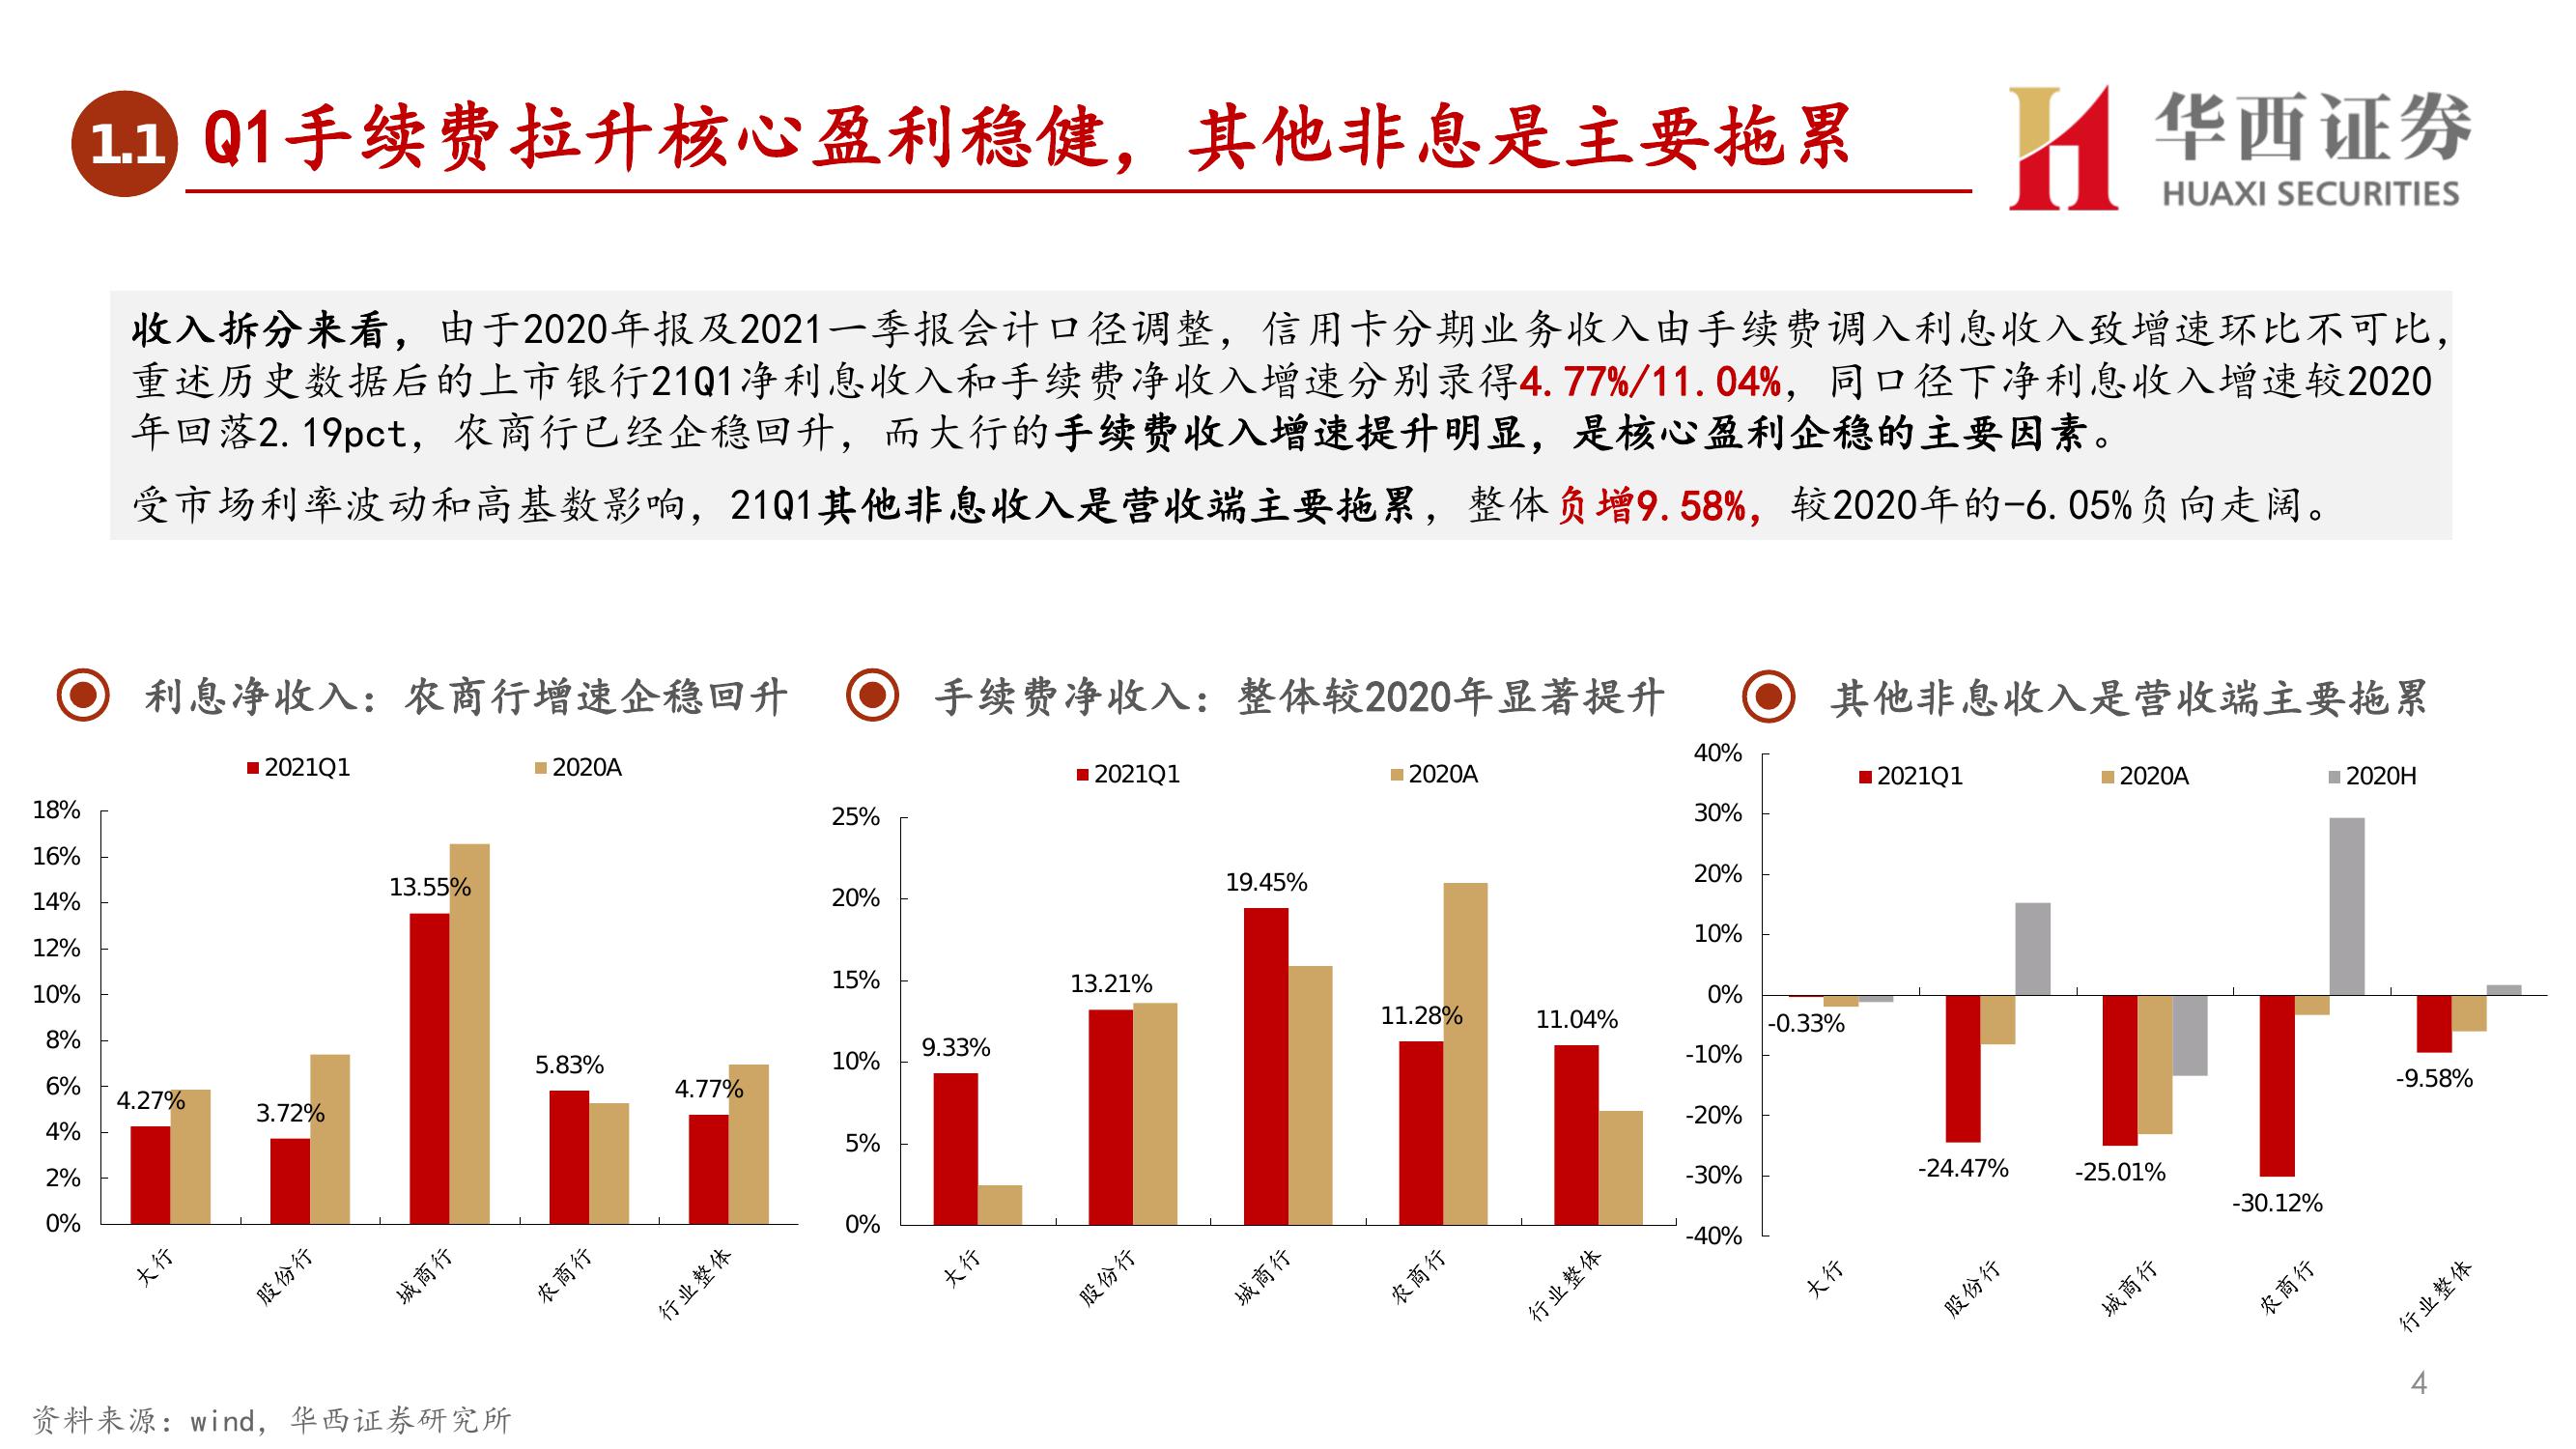 1.1 Q1手续费拉升核心盈利稳健，其他非息是主要拖累
华西证券
HUAXI SECURITIES
收入拆分来看，由于2020年报及2021一季报会计口径调整，信用卡分期业务收入由手续费调入利息收入致增速环比不可比，
重述历史数据后的上市银行21Q1净利息收入和手续费净收入增速分别录得4.77%/11.04%，同口径下净利息收入增速较2020
年回落2.19pct，农商行已经企稳回升，而大行的手续费收入增速提升明显，是核心盈利企稳的主要因素。
受市场利率波动和高基数影响，21Q1其他非息收入是营收端主要拖累，整体负增9.58%，较2020年的-6.05%负向走阔。
利息净收入：农商行增速企稳回升
2021Q1 2020A
18%
16%
14%
12%
10%
8%
6%
4%
2%
0%
4.27%
3.72%
13.55%
5.83%
4.77%
大行
股份行
城商行
农商行
行业整体
手续费净收入：整体较2020年显著提升
2021Q1 2020A
25%
20%
15%
10%
5%
0%
9.33%
13.21%
19.45%
11.28%
11.04%
大行
股份行
城商行
农商行
行业整体
其他非息收入是营收端主要拖累
2021Q1 2020A 2020H
40%
30%
20%
10%
0%
-10%
-20%
-30%
-40%
-0.33%
-24.47%
-25.01%
-30.12%
-9.58%
大行
股份行
城商行
农商行
行业整体
4
资料来源：wind，华西证券研究所